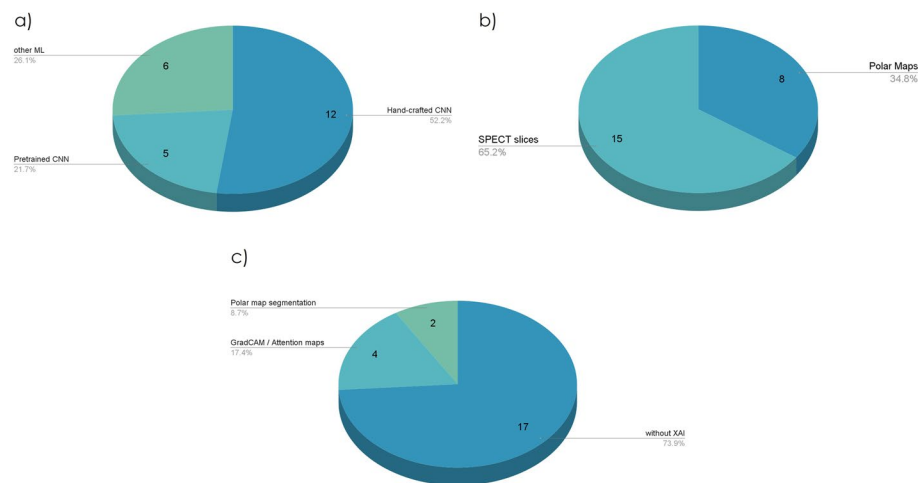 a)
other ML
26.1%
6
12
Hand-crafted CNN
52.2%
Pretrained CNN
21.7%
5
b)
8
Polar Maps
34.8%
SPECT slices
65.2%
15
c)
Polar map segmentation
8.7%
2
GradCAM / Attention maps
17.4%
4
17
without XAI
73.9%